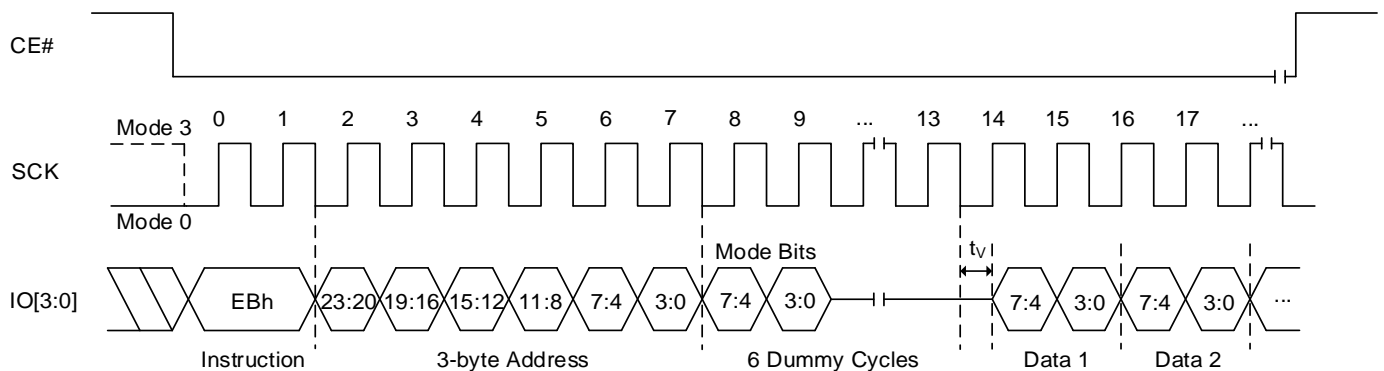 CE#
0 1 2 3 4 5 6 7 8 9 ... 13 14 15 16 17 ...
Mode 3
SCK
Mode 0
Mode Bits
tV
IO[3:0]
EBh 23:20 19:16 15:12 11:8 7:4 3:0 7:4 3:0 7:4 3:0 7:4 3:0 ...
Instruction 3-byte Address 6 Dummy Cycles Data 1 Data 2